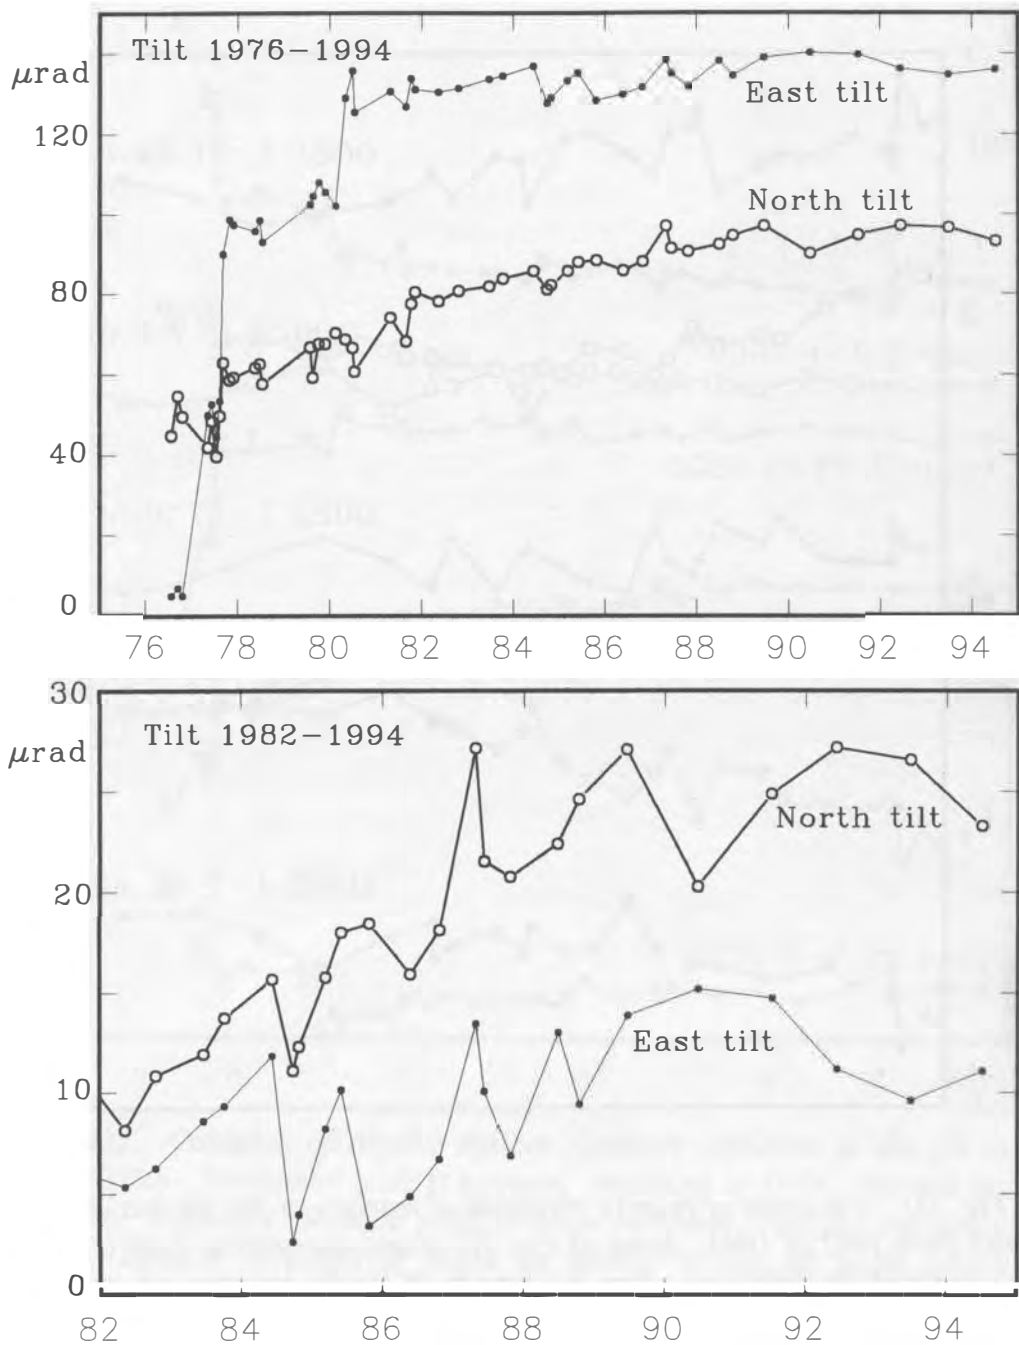 Tilt 1976–1994
μrad
East tilt
120
North tilt
80
40
0
76 78 80 82 84 86 88 90 92 94
30
Tilt 1982–1994
μrad
North tilt
20
East tilt
10
0
82 84 86 88 90 92 94